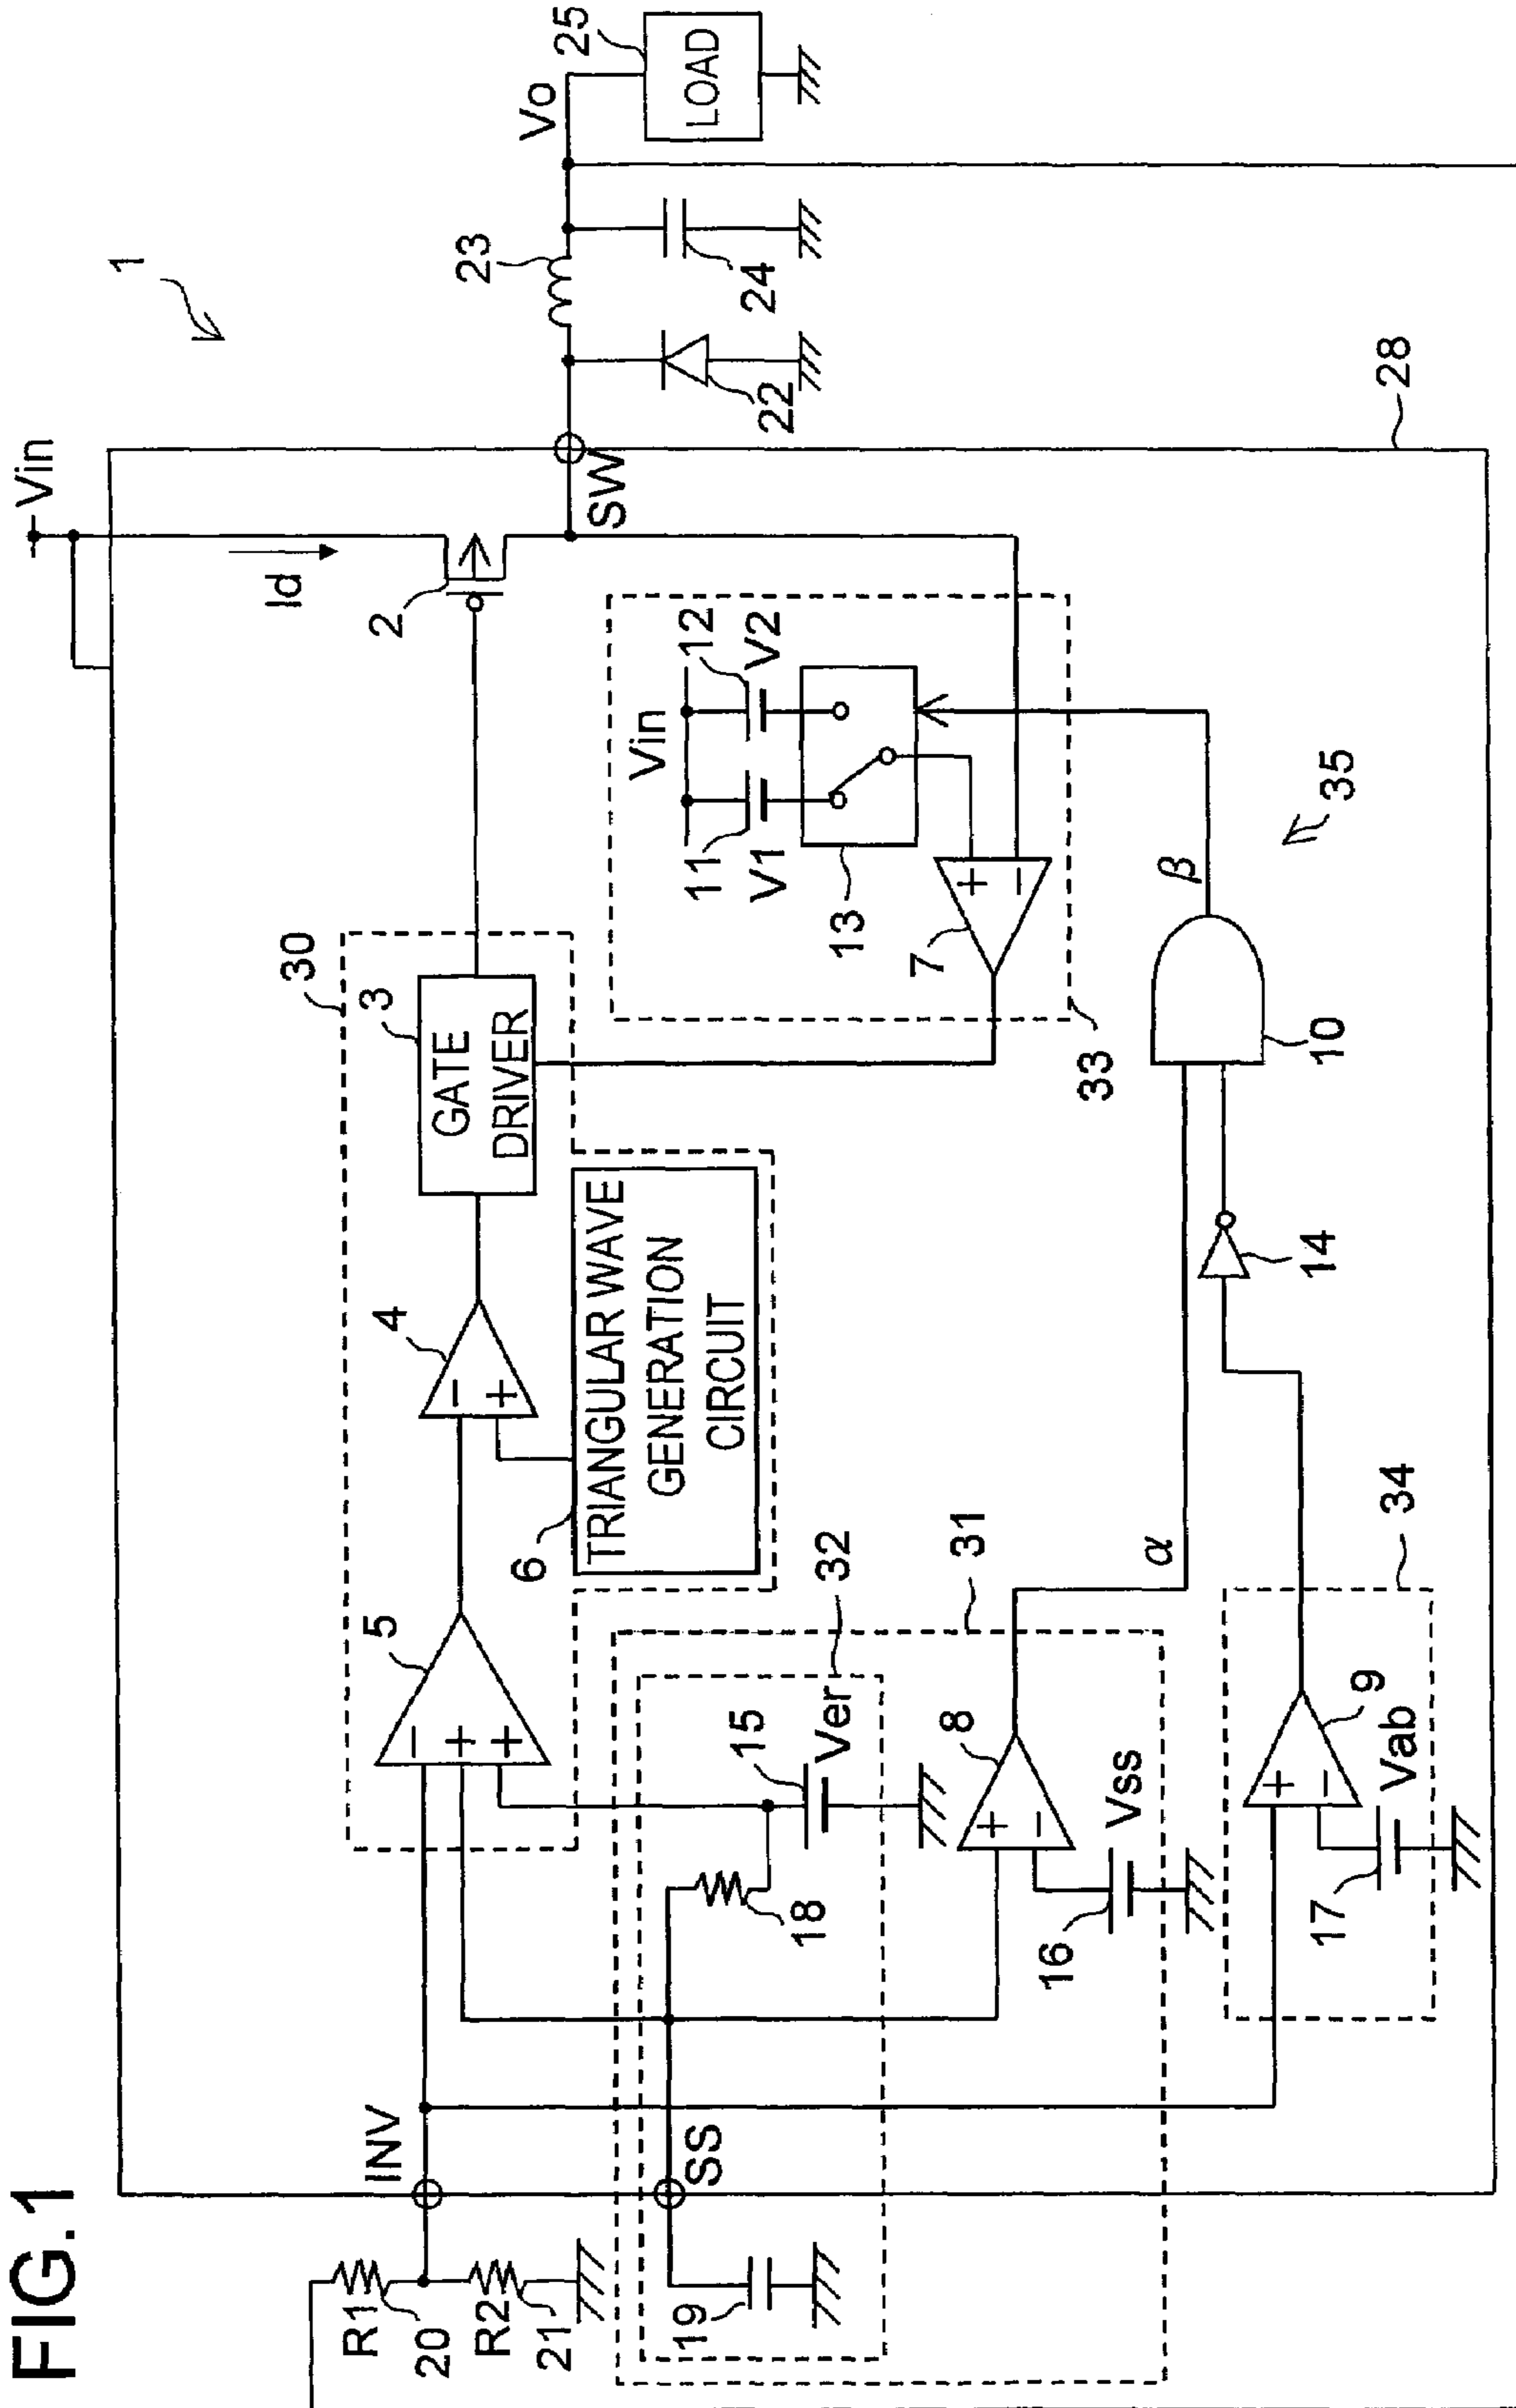 FIG.1
1
Vin
Id
2
SW
28
23
22
24
Vo
25
LOAD
30
3
GATE
DRIVER
4
−
+
5
−
+
+
6
TRIANGULAR WAVE
GENERATION
CIRCUIT
Vin
11
V1
12
V2
13
7
+
−
33
35
β
10
14
α
31
32
15
Ver
18
8
+
−
16
Vss
34
9
+
−
17
Vab
INV
SS
R1
20
R2
21
19